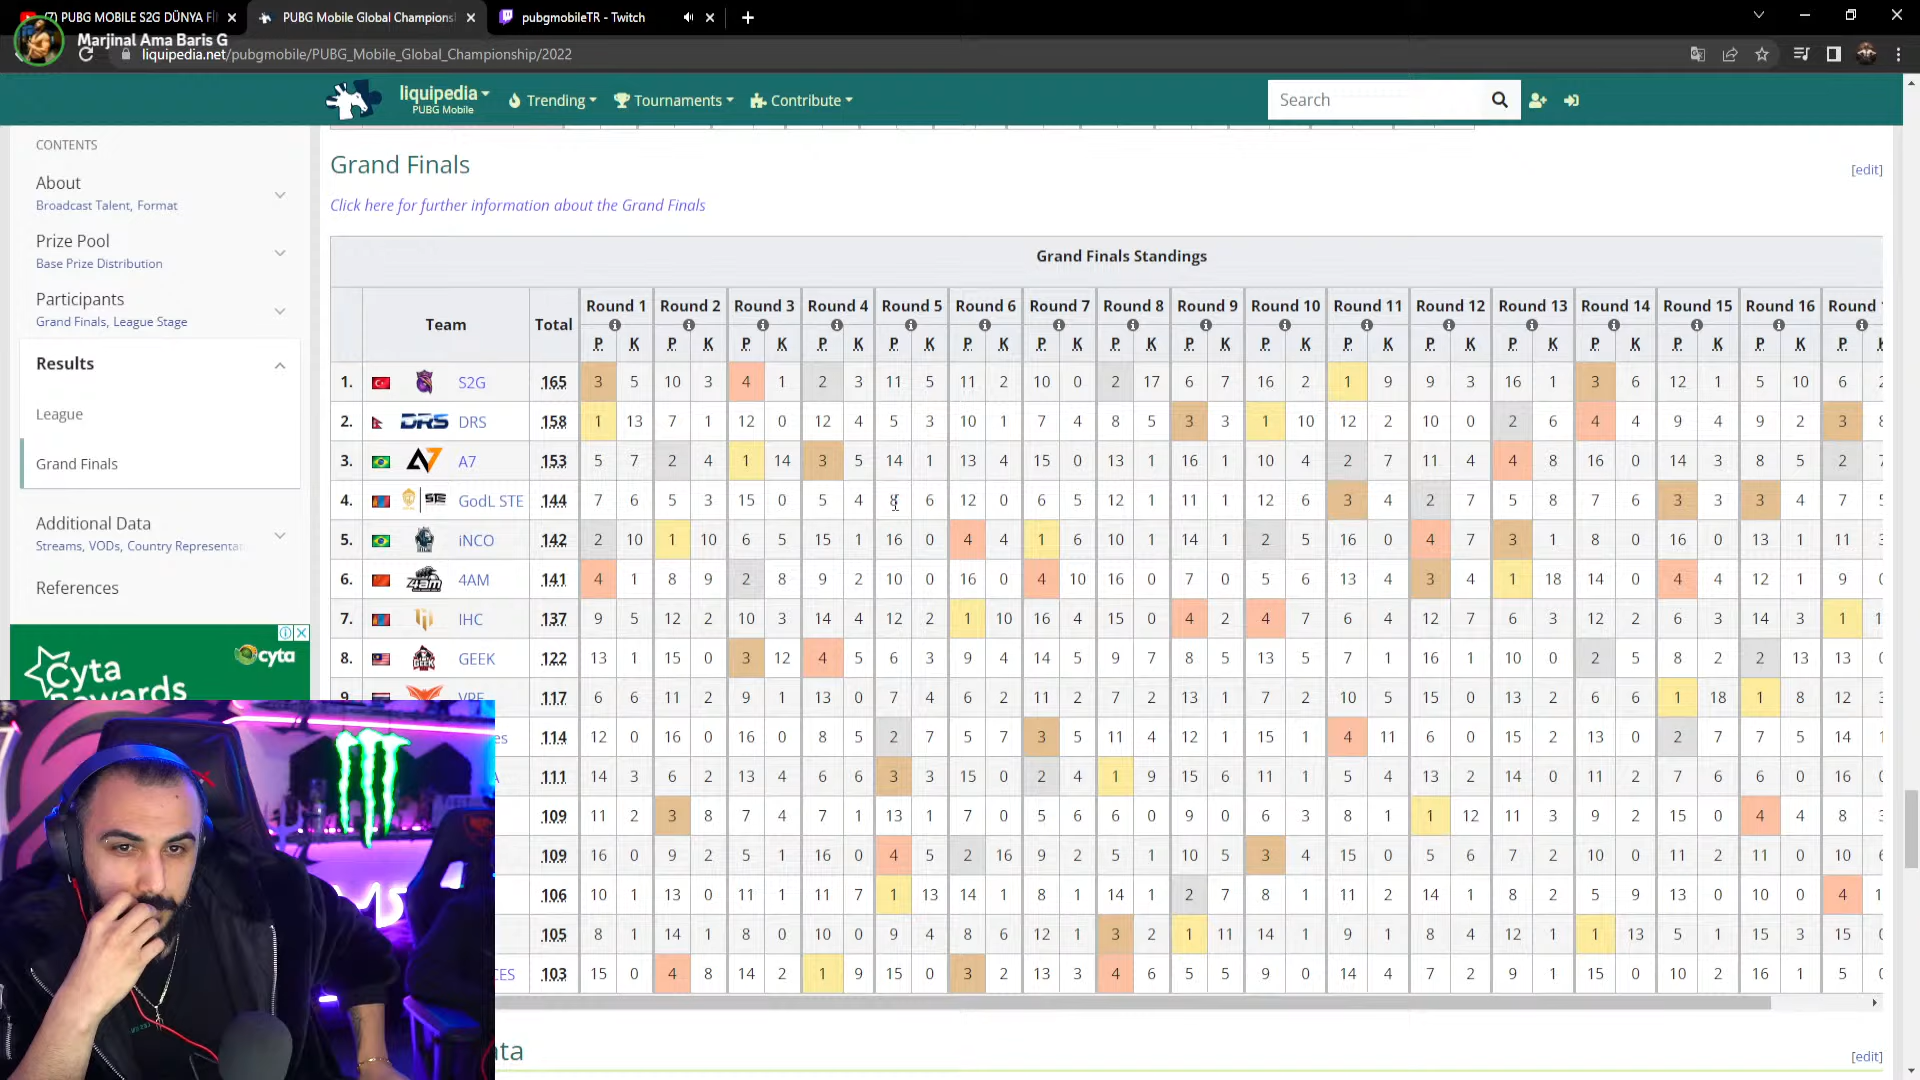 (7) PUBG MOBILE S2G DÜNYA Fİ
PUBG Mobile Global Champions
pubgmobileTR - Twitch
Marjinal Ama Baris G
liquipedia.net/pubgmobile/PUBG_Mobile_Global_Championship/2022
liquipedia
PUBG Mobile
Trending
Tournaments
Contribute
Search
CONTENTS
About
Broadcast Talent, Format
Prize Pool
Base Prize Distribution
Participants
Grand Finals, League Stage
Results
League
Grand Finals
Additional Data
Streams, VODs, Country Representa
References
cyta
Cyta
Rewards
Grand Finals
[edit]
Click here for further information about the Grand Finals
Grand Finals Standings
Team Total Round 1 Round 2 Round 3 Round 4 Round 5 Round 6 Round 7 Round 8 Round 9 Round 10 Round 11 Round 12 Round 13 Round 14 Round 15 Round 16 Round
P K P K P K P K P K P K P K P K P K P K P K P K P K P K P K P K P K
1. S2G 165 3 5 10 3 4 1 2 3 11 5 11 2 10 0 2 17 6 7 16 2 1 9 9 3 16 1 3 6 12 1 5 10 6 2
2. DRS DRS 158 1 13 7 1 12 0 12 4 5 3 10 1 7 4 8 5 3 3 1 10 12 2 10 0 2 6 4 4 9 4 9 2 3 8
3. A7 153 5 7 2 4 1 14 3 5 14 1 13 4 15 0 13 1 16 1 10 4 2 7 11 4 4 8 16 0 14 3 8 5 2 7
4. STE GodL STE 144 7 6 5 3 15 0 5 4 8 6 12 0 6 5 12 1 11 1 12 6 3 4 2 7 5 8 7 6 3 3 3 4 7 5
5. iNCO 142 2 10 1 10 6 5 15 1 16 0 4 4 1 6 10 1 14 1 2 5 16 0 4 7 3 1 8 0 16 0 13 1 11 3
6. 4am 4AM 141 4 1 8 9 2 8 9 2 10 0 16 0 4 10 16 0 7 0 5 6 13 4 3 4 1 18 14 0 4 4 12 1 9 0
7. IHC 137 9 5 12 2 10 3 14 4 12 2 1 10 16 4 15 0 4 2 4 7 6 4 12 7 6 3 12 2 6 3 14 3 1 1
8. GEEK GEEK 122 13 1 15 0 3 12 4 5 6 3 9 4 14 5 9 7 8 5 13 5 7 1 16 1 10 0 2 5 8 2 2 13 13 0
9. VPE 117 6 6 11 2 9 1 13 0 7 4 6 2 11 2 7 2 13 1 7 2 10 5 15 0 13 2 6 6 1 18 1 8 12 3
es 114 12 0 16 0 16 0 8 5 2 7 5 7 3 5 11 4 12 1 15 1 4 11 6 0 15 2 13 0 2 7 7 5 14 1
A 111 14 3 6 2 13 4 6 6 3 3 15 0 2 4 1 9 15 6 11 1 5 4 13 2 14 0 11 2 7 6 6 0 16 0
109 11 2 3 8 7 4 7 1 13 1 7 0 5 6 6 0 9 0 6 3 8 1 1 12 11 3 9 2 15 0 4 4 8 3
109 16 0 9 2 5 1 16 0 4 5 2 16 9 2 5 1 10 5 3 4 15 0 5 6 7 2 10 0 11 2 11 0 10 6
106 10 1 13 0 11 1 11 7 1 13 14 1 8 1 14 1 2 7 8 1 11 2 14 1 8 2 5 9 13 0 10 0 4 1
105 8 1 14 1 8 0 10 0 9 4 8 6 12 1 3 2 1 11 14 1 9 1 8 4 12 1 1 13 5 1 15 3 15 0
CES 103 15 0 4 8 14 2 1 9 15 0 3 2 13 3 4 6 5 5 9 0 14 4 7 2 9 1 15 0 10 2 16 1 5 0
ata
[edit]